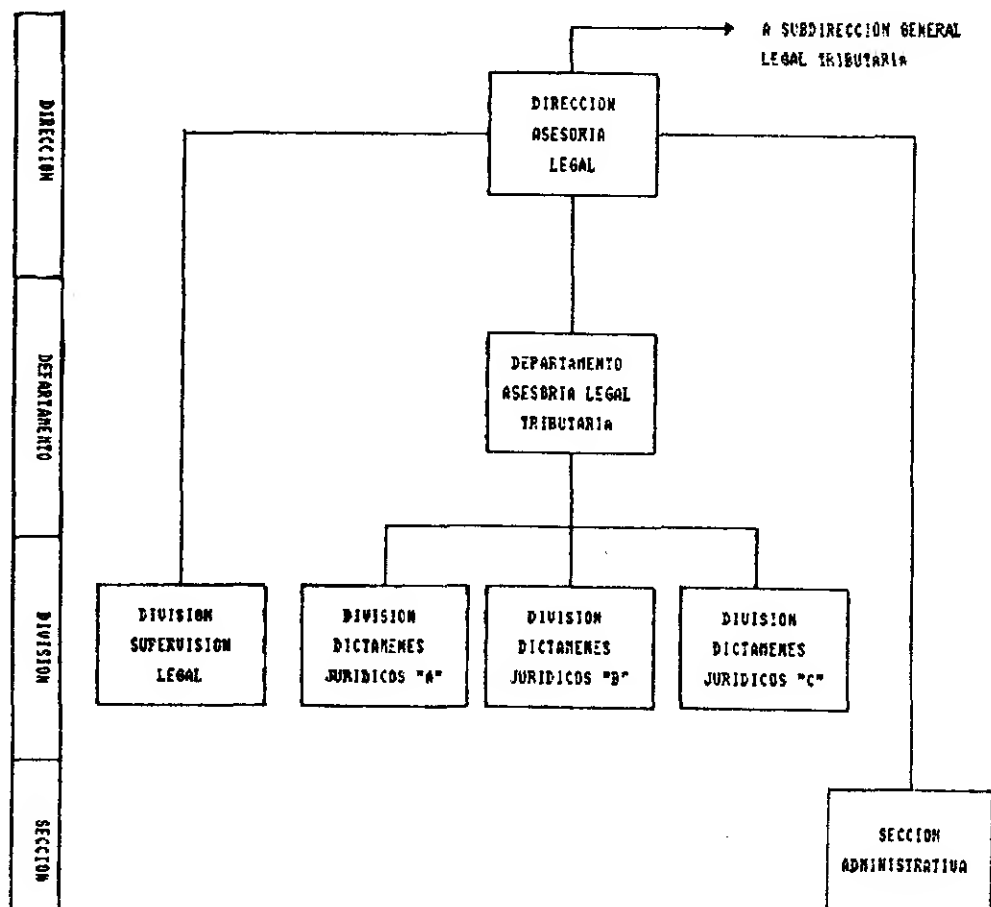 A SUBDIRECCION GENERAL
LEGAL TRIBUTARIA
DIRECCION
ASESORIA
LEGAL
DIRECCION
DEPARTAMENTO
ASESORIA LEGAL
TRIBUTARIA
DEPARTAMENTO
DIVISION
SUPERVISION
LEGAL
DIVISION
DICTAMENES
JURIDICOS "A"
DIVISION
DICTAMENES
JURIDICOS "B"
DIVISION
DICTAMENES
JURIDICOS "C"
DIVISION
SECCION
ADMINISTRATIVA
SECCION